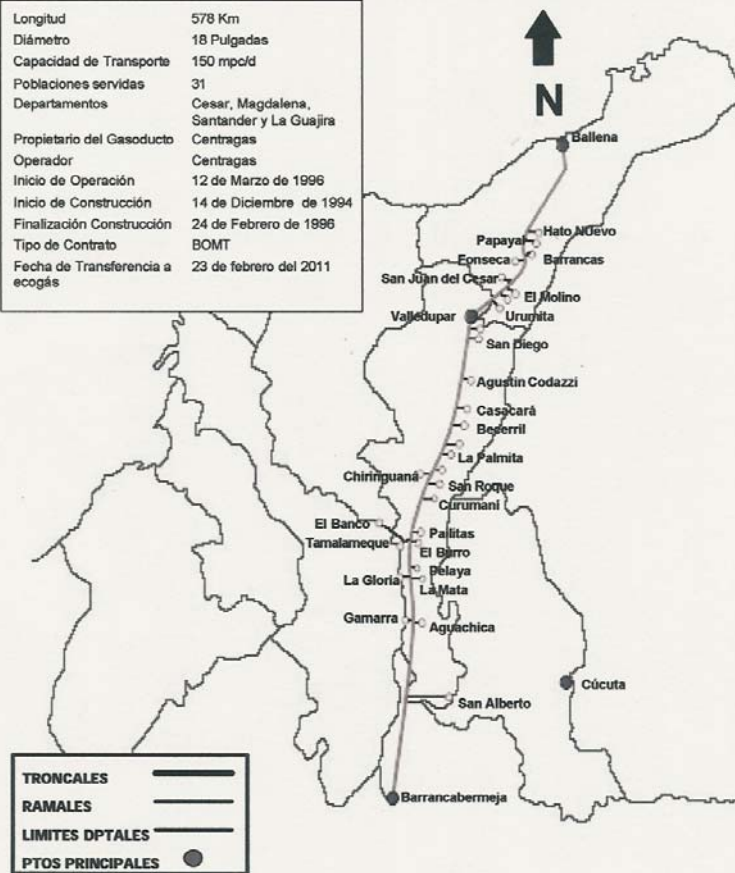 Longitud 578 Km
Diámetro 18 Pulgadas
Capacidad de Transporte 150 mpc/d
Poblaciones servidas 31
Departamentos Cesar, Magdalena,
Santander y La Guajira
Propietario del Gasoducto Centragas
Operador Centragas
Inicio de Operación 12 de Marzo de 1996
Inicio de Construcción 14 de Diciembre de 1994
Finalización Construcción 24 de Febrero de 1996
Tipo de Contrato BOMT
Fecha de Transferencia a 23 de febrero del 2011
ecogás
N
Ballena
Hato NUevo
Papayal
Fonseca
Barrancas
San Juan del Cesar
El Molino
Valledupar
Urumita
San Diego
Agustin Codazzi
Casacará
Becerril
La Palmita
Chiriguaná
San Roque
Curumani
El Banco
Pailitas
Tamalameque
El Burro
Pelaya
La Gloria
La Mata
Gamarra
Aguachica
Cúcuta
San Alberto
Barrancabermeja
TRONCALES
RAMALES
LIMITES DPTALES
PTOS PRINCIPALES